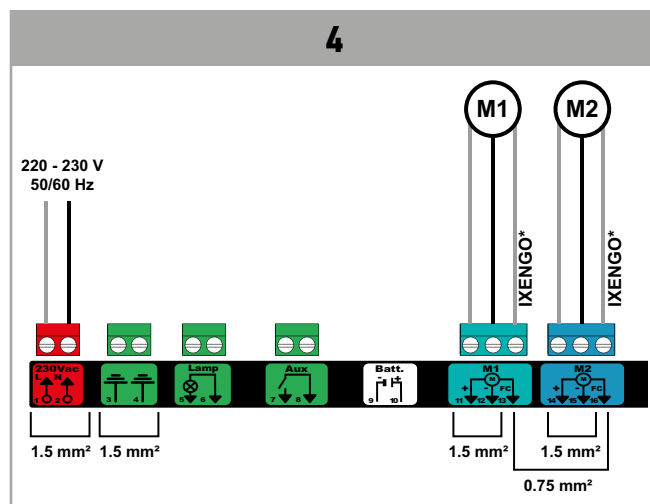 4
M1 M2
220 - 230 V
50/60 Hz
IXENGO* IXENGO*
230Vac Lamp Aux Batt. M1 M2
L N M M
+ - FC + - FC
1 2 3 4 5 6 7 8 9 10 11 12 13 14 15 16
1.5 mm² 1.5 mm² 1.5 mm² 1.5 mm²
0.75 mm²